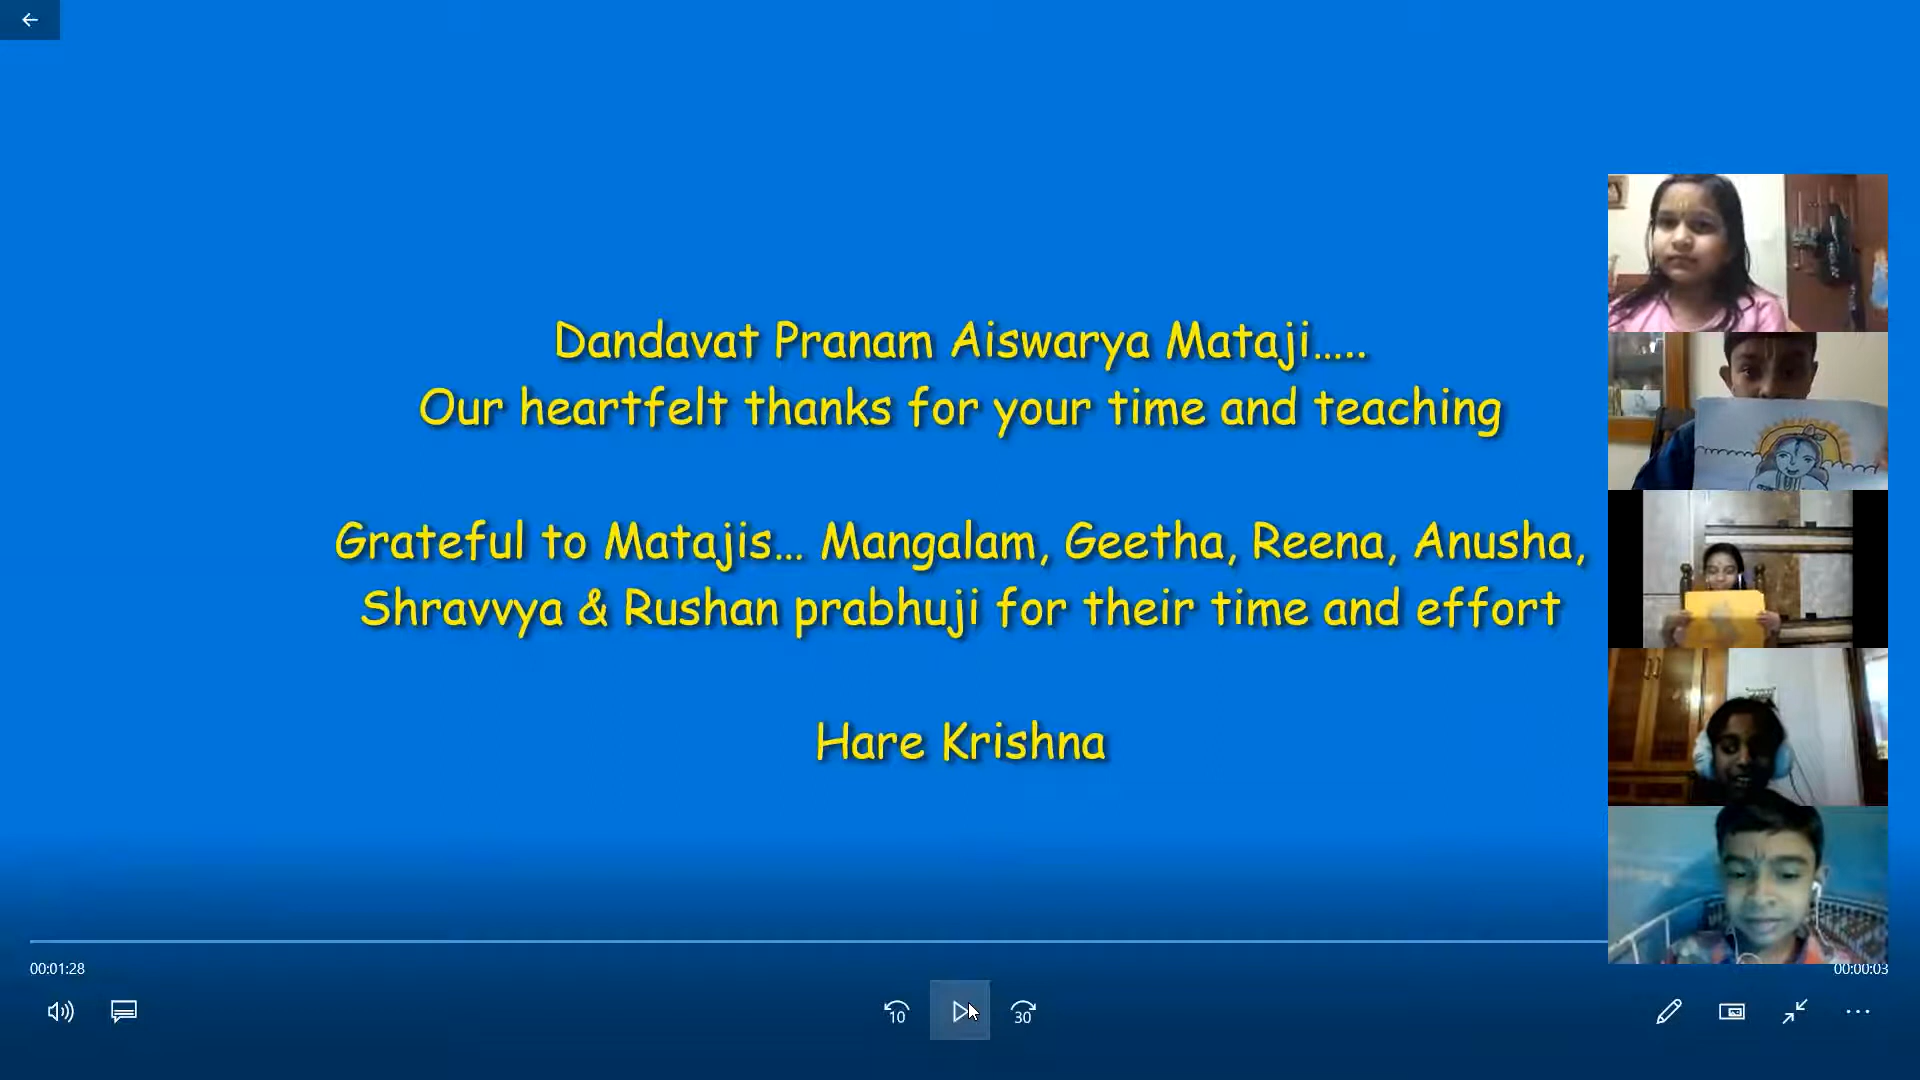 Dandavat Pranam Aiswarya Mataji.....
Our heartfelt thanks for your time and teaching
Grateful to Matajis... Mangalam, Geetha, Reena, Anusha,
Shravvya & Rushan prabhuji for their time and effort
Hare Krishna
00:01:28
00:00:03
10
30